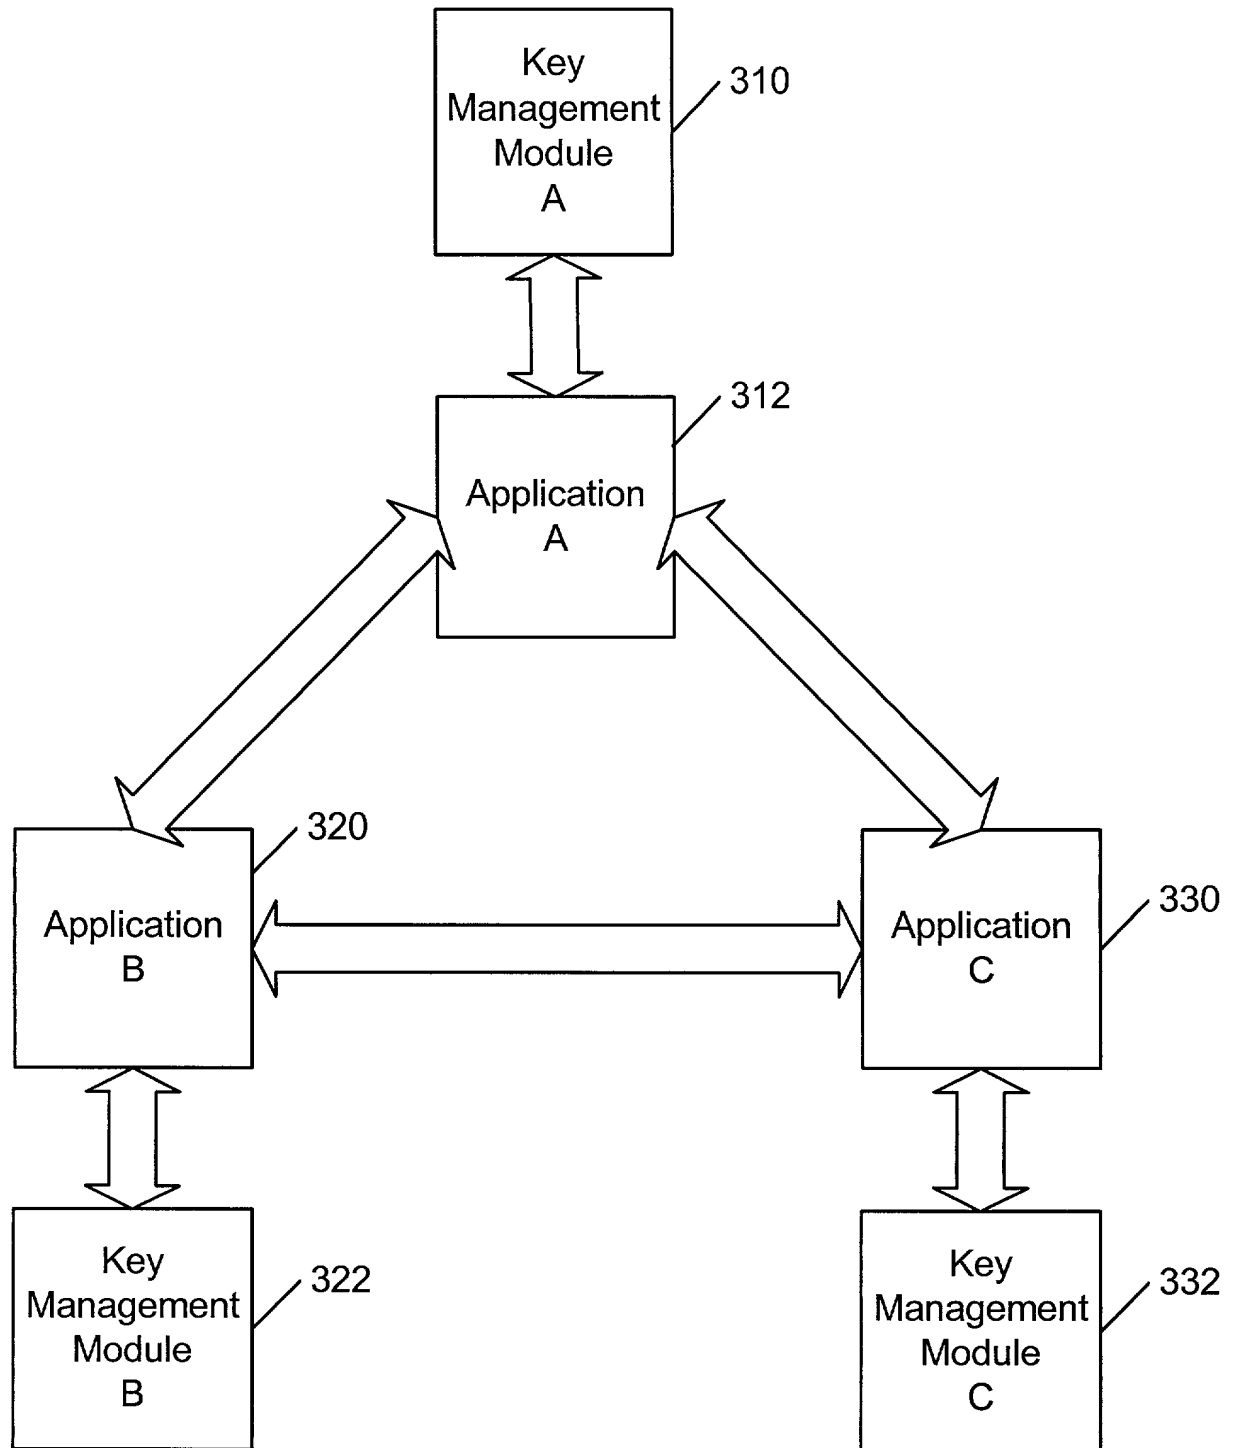 Key
Management
Module
A
310
312
Application
A
320
Application
B
330
Application
C
322
Key
Management
Module
B
332
Key
Management
Module
C